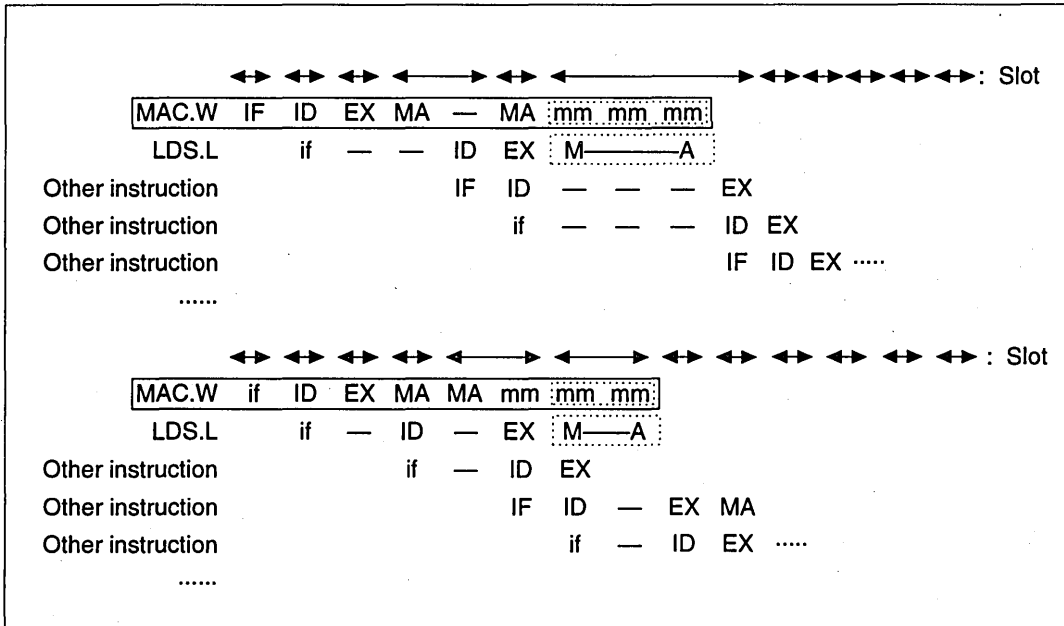 : Slot
MAC.W IF ID EX MA — MA mm mm mm
LDS.L if — — ID EX M———A
Other instruction IF ID — — — EX
Other instruction if — — — ID EX
Other instruction IF ID EX .....
......
: Slot
MAC.W if ID EX MA MA mm mm mm
LDS.L if — ID — EX M——A
Other instruction if — ID EX
Other instruction IF ID — EX MA
Other instruction if — ID EX .....
......